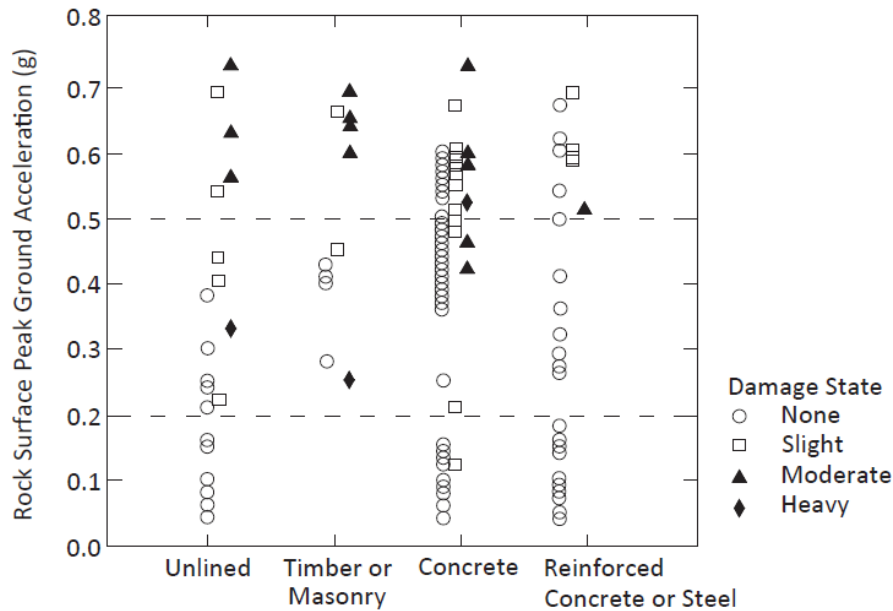 Rock Surface Peak Ground Acceleration (g)
0.8
0.7
0.6
0.5
0.4
0.3
0.2
0.1
0.0
Unlined
Timber or
Masonry
Concrete
Reinforced
Concrete or Steel
Damage State
None
Slight
Moderate
Heavy